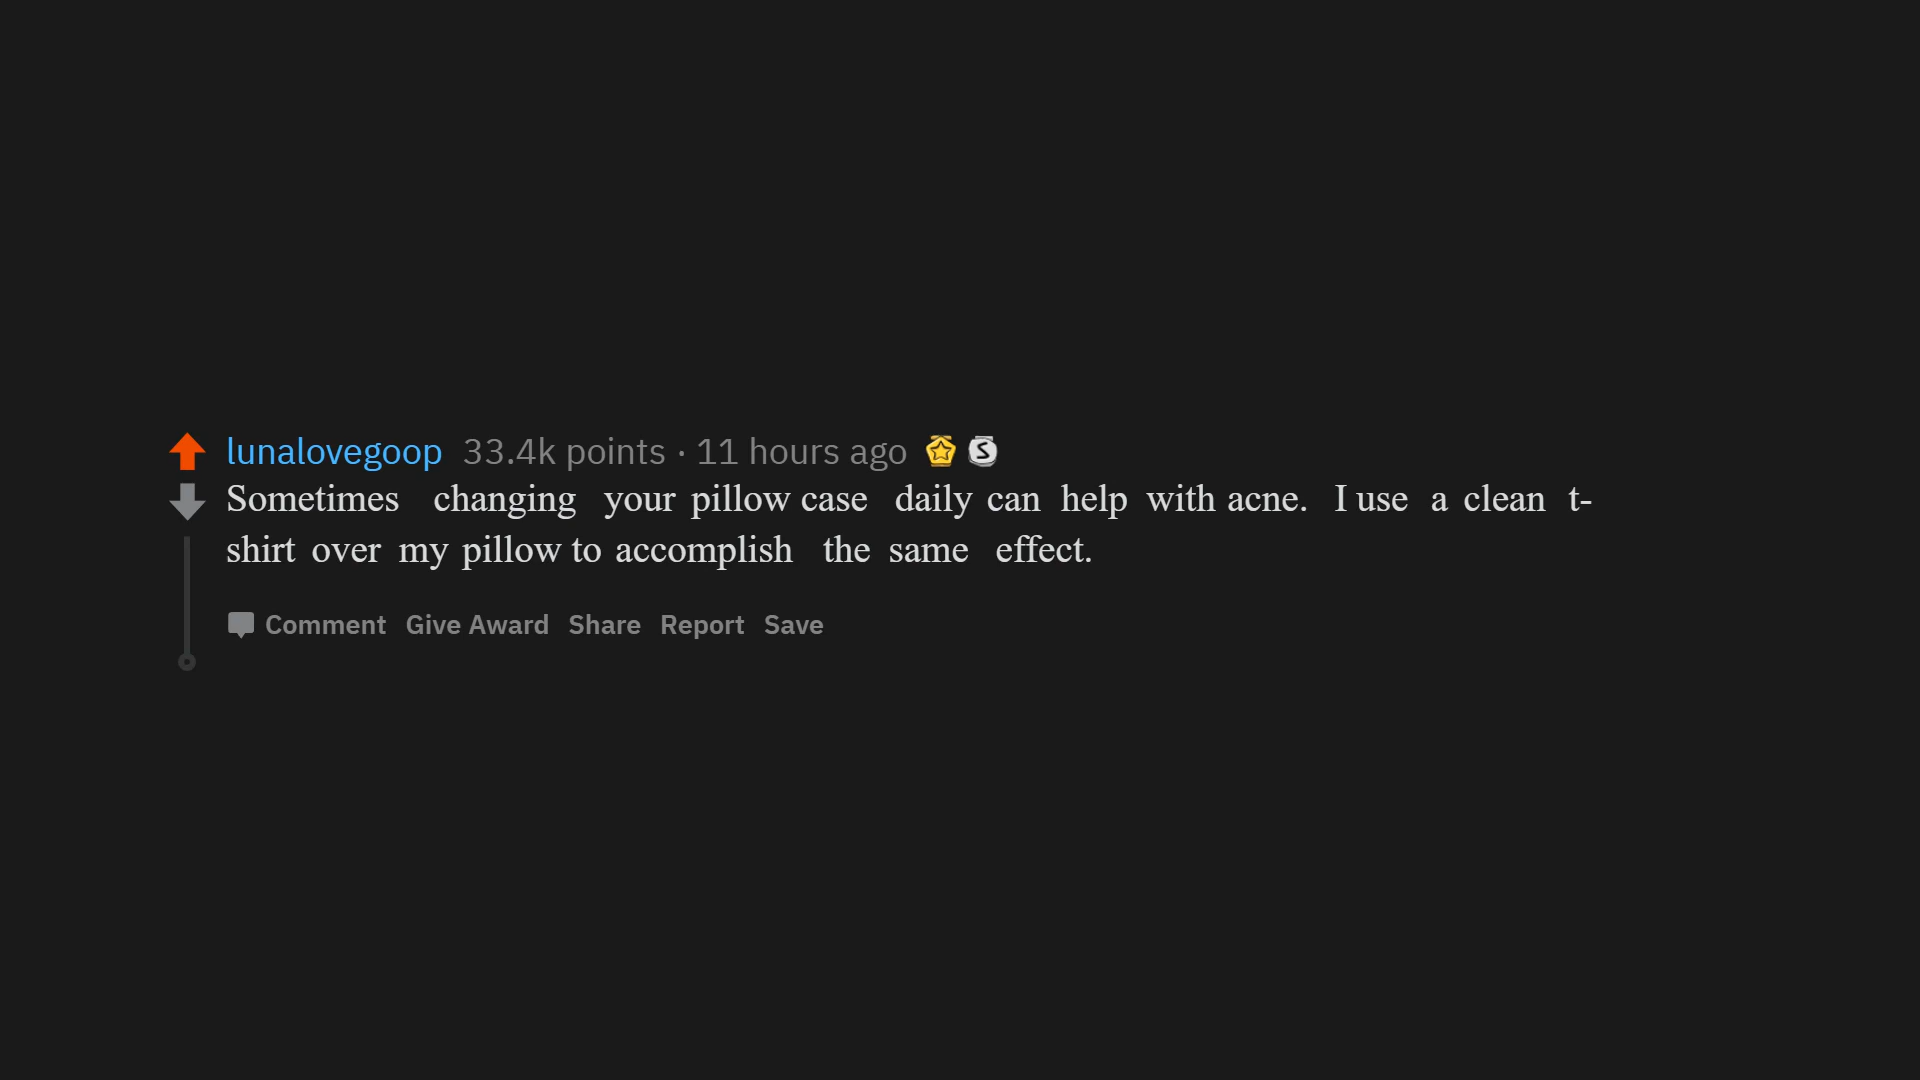 lunalovegoop 33.4k points · 11 hours ago
Sometimes changing your pillow case daily can help with acne. I use a clean t-
shirt over my pillow to accomplish the same effect.
Comment Give Award Share Report Save